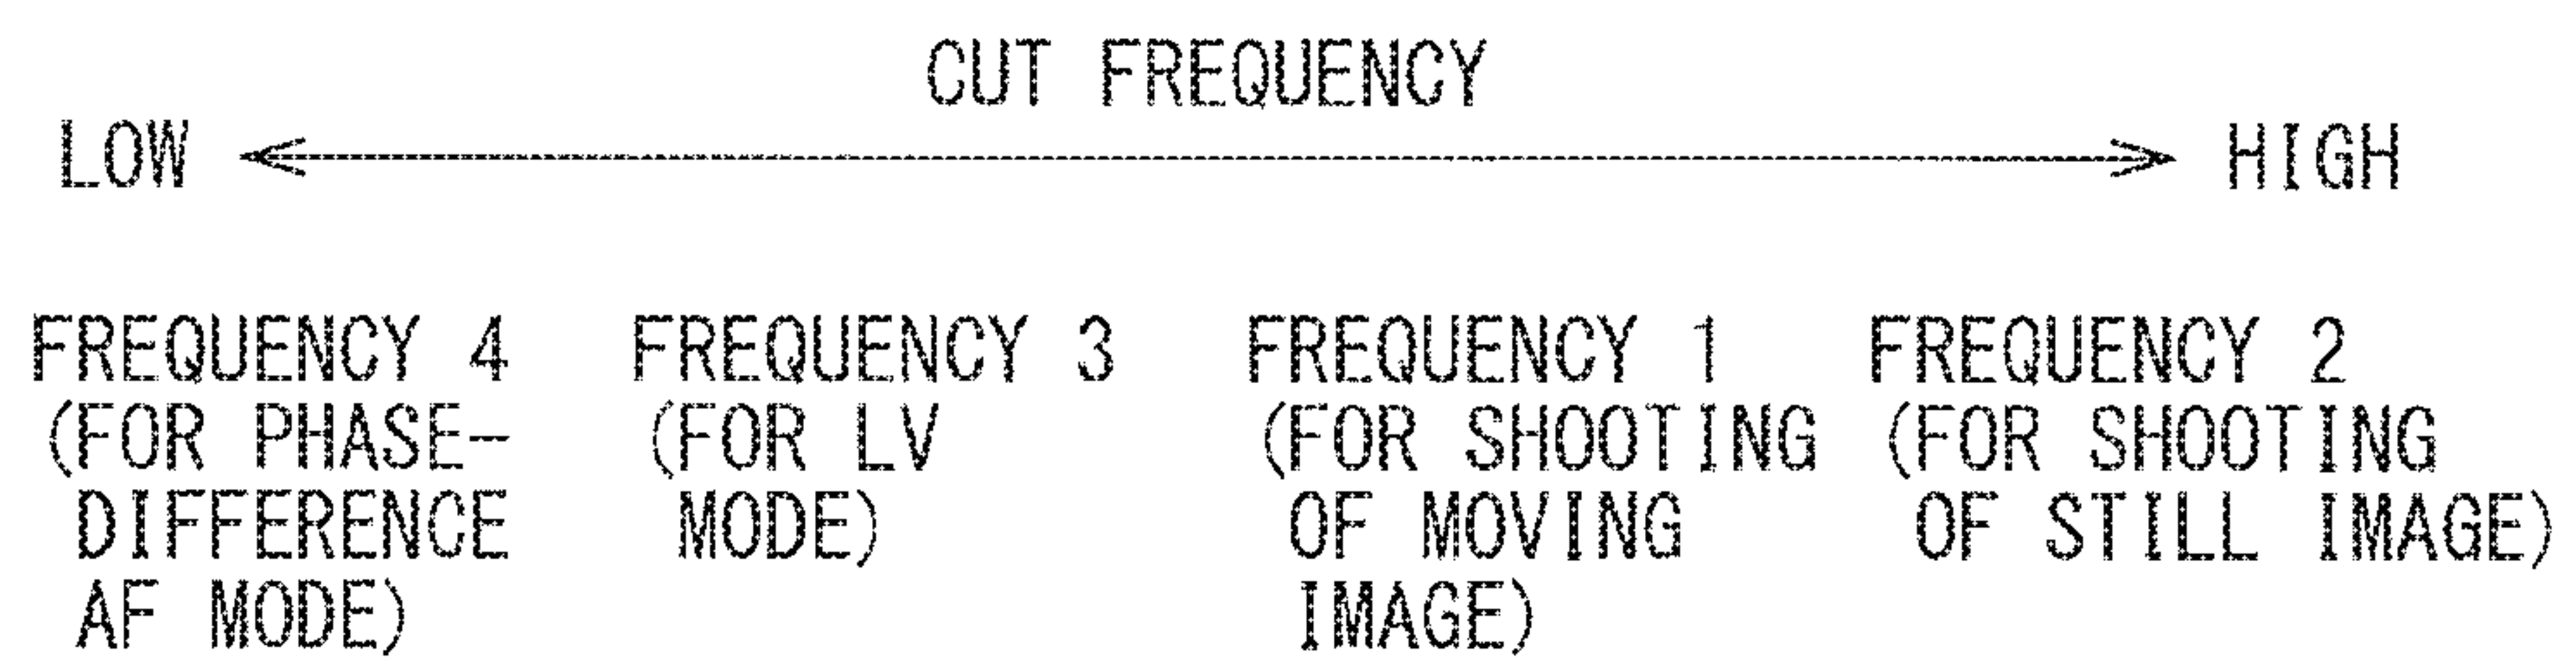 CUT FREQUENCY
LOW HIGH
FREQUENCY 4
(FOR PHASE-
DIFFERENCE
AF MODE)
FREQUENCY 3
(FOR LV
MODE)
FREQUENCY 1
(FOR SHOOTING
OF MOVING
IMAGE)
FREQUENCY 2
(FOR SHOOTING
OF STILL IMAGE)